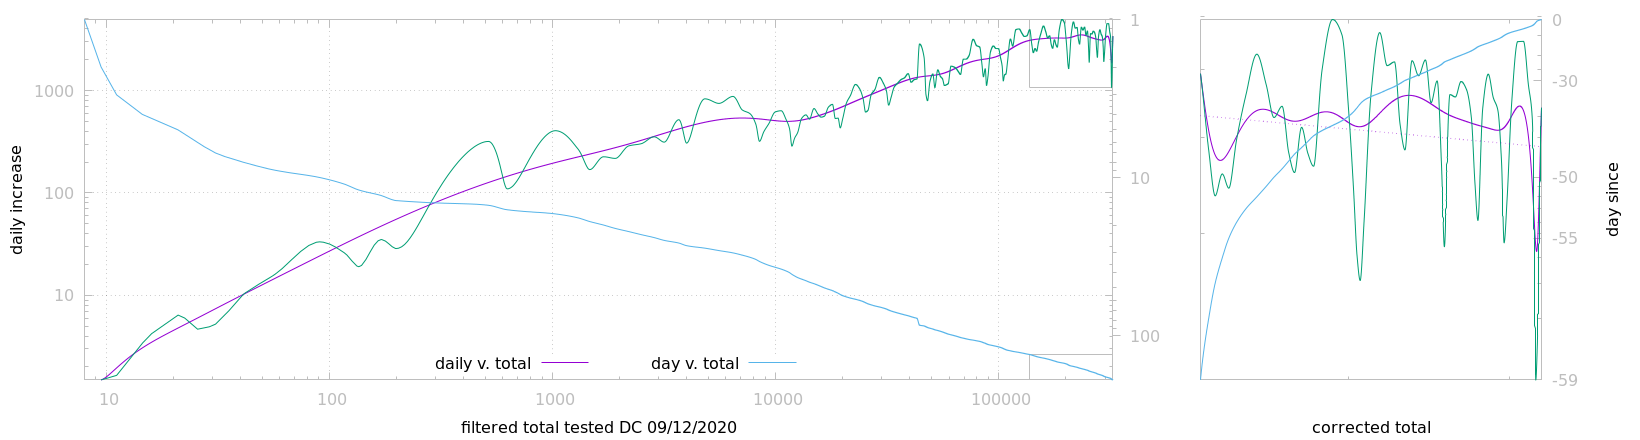 daily increase
1000
100
10
10
100
1000
10000
100000
1
10
100
daily v. total
day v. total
filtered total tested DC 09/12/2020
0
-30
-50
-55
-59
day since
corrected total